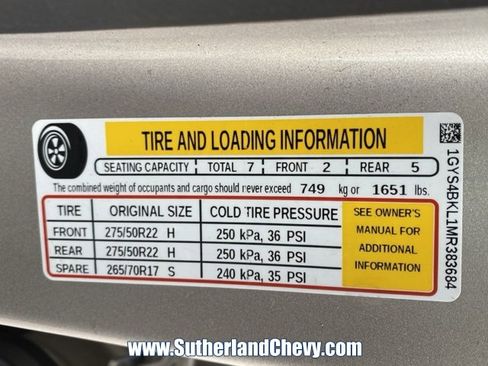 TIRE AND LOADING INFORMATION
SEATING CAPACITY TOTAL 7 FRONT 2 REAR 5
The combined weight of occupants and cargo should never exceed 749 kg or 1651 lbs.
TIRE ORIGINAL SIZE COLD TIRE PRESSURE
FRONT 275/50R22 H 250 kPa, 36 PSI
REAR 275/50R22 H 250 kPa, 36 PSI
SPARE 265/70R17 S 240 kPa, 35 PSI
SEE OWNER'S
MANUAL FOR
ADDITIONAL
INFORMATION
1GYS4BKL1MR383684
www.SutherlandChevy.com